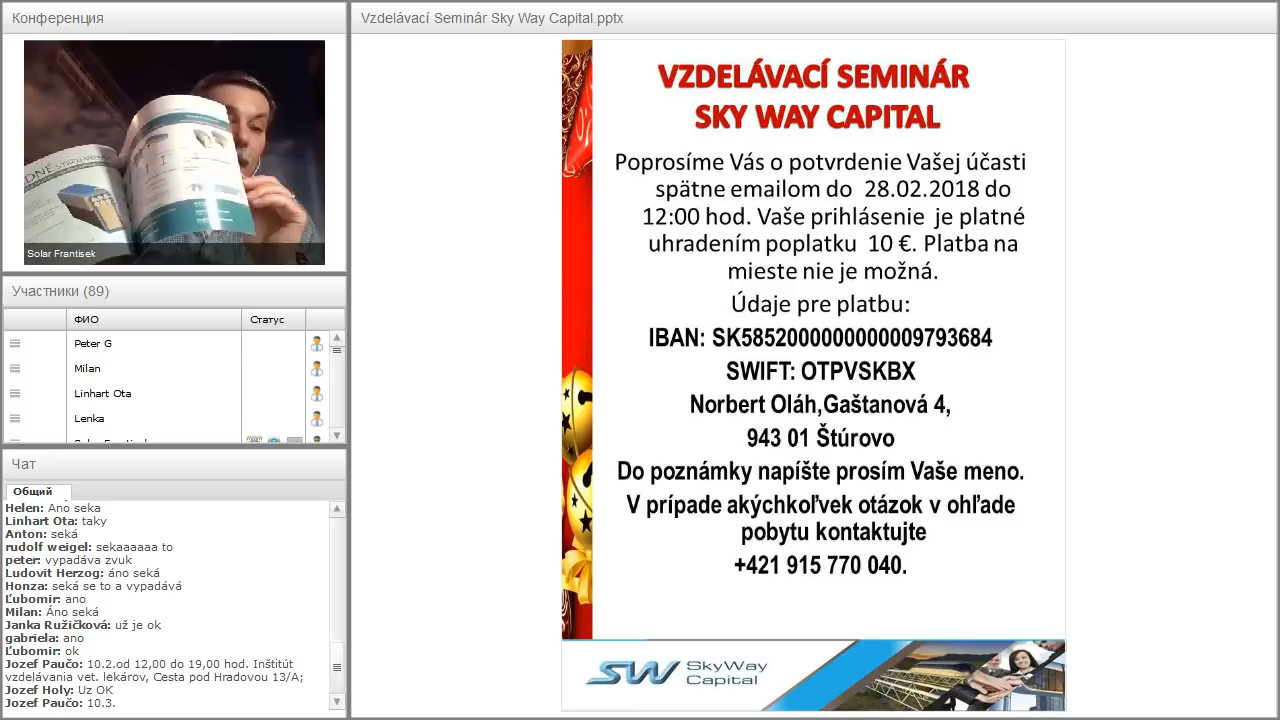 Конференция
Vzdelávací Seminár Sky Way Capital.pptx
Solar Frantisek
Участники (89)
ФИО
Статус
Peter G
Milan
Linhart Ota
Lenka
Чат
Общий
Helen: Ano seka
Linhart Ota: taky
Anton: seká
rudolf weigel: sekaaaaaa to
peter: vypadáva zvuk
Ludovit Herzog: áno seká
Honza: seká se to a vypadává
Ľubomir: ano
Milan: Áno seká
Janka Ružičková: už je ok
gabriela: ano
Ľubomir: ok
Jozef Paučo: 10.2.od 12,00 do 19,00 hod. Inštitút
vzdelávania vet. lekárov, Cesta pod Hradovou 13/A;
Jozef Holy: Uz OK
Jozef Paučo: 10.3.
VZDELÁVACÍ SEMINÁR
SKY WAY CAPITAL
Poprosíme Vás o potvrdenie Vašej účasti
spätne emailom do 28.02.2018 do
12:00 hod. Vaše prihlásenie je platné
uhradením poplatku 10 €. Platba na
mieste nie je možná.
Údaje pre platbu:
IBAN: SK5852000000000009793684
SWIFT: OTPVSKBX
Norbert Oláh,Gaštanová 4,
943 01 Štúrovo
Do poznámky napíšte prosím Vaše meno.
V prípade akýchkoľvek otázok v ohľade
pobytu kontaktujte
+421 915 770 040.
SW SkyWay
Capital